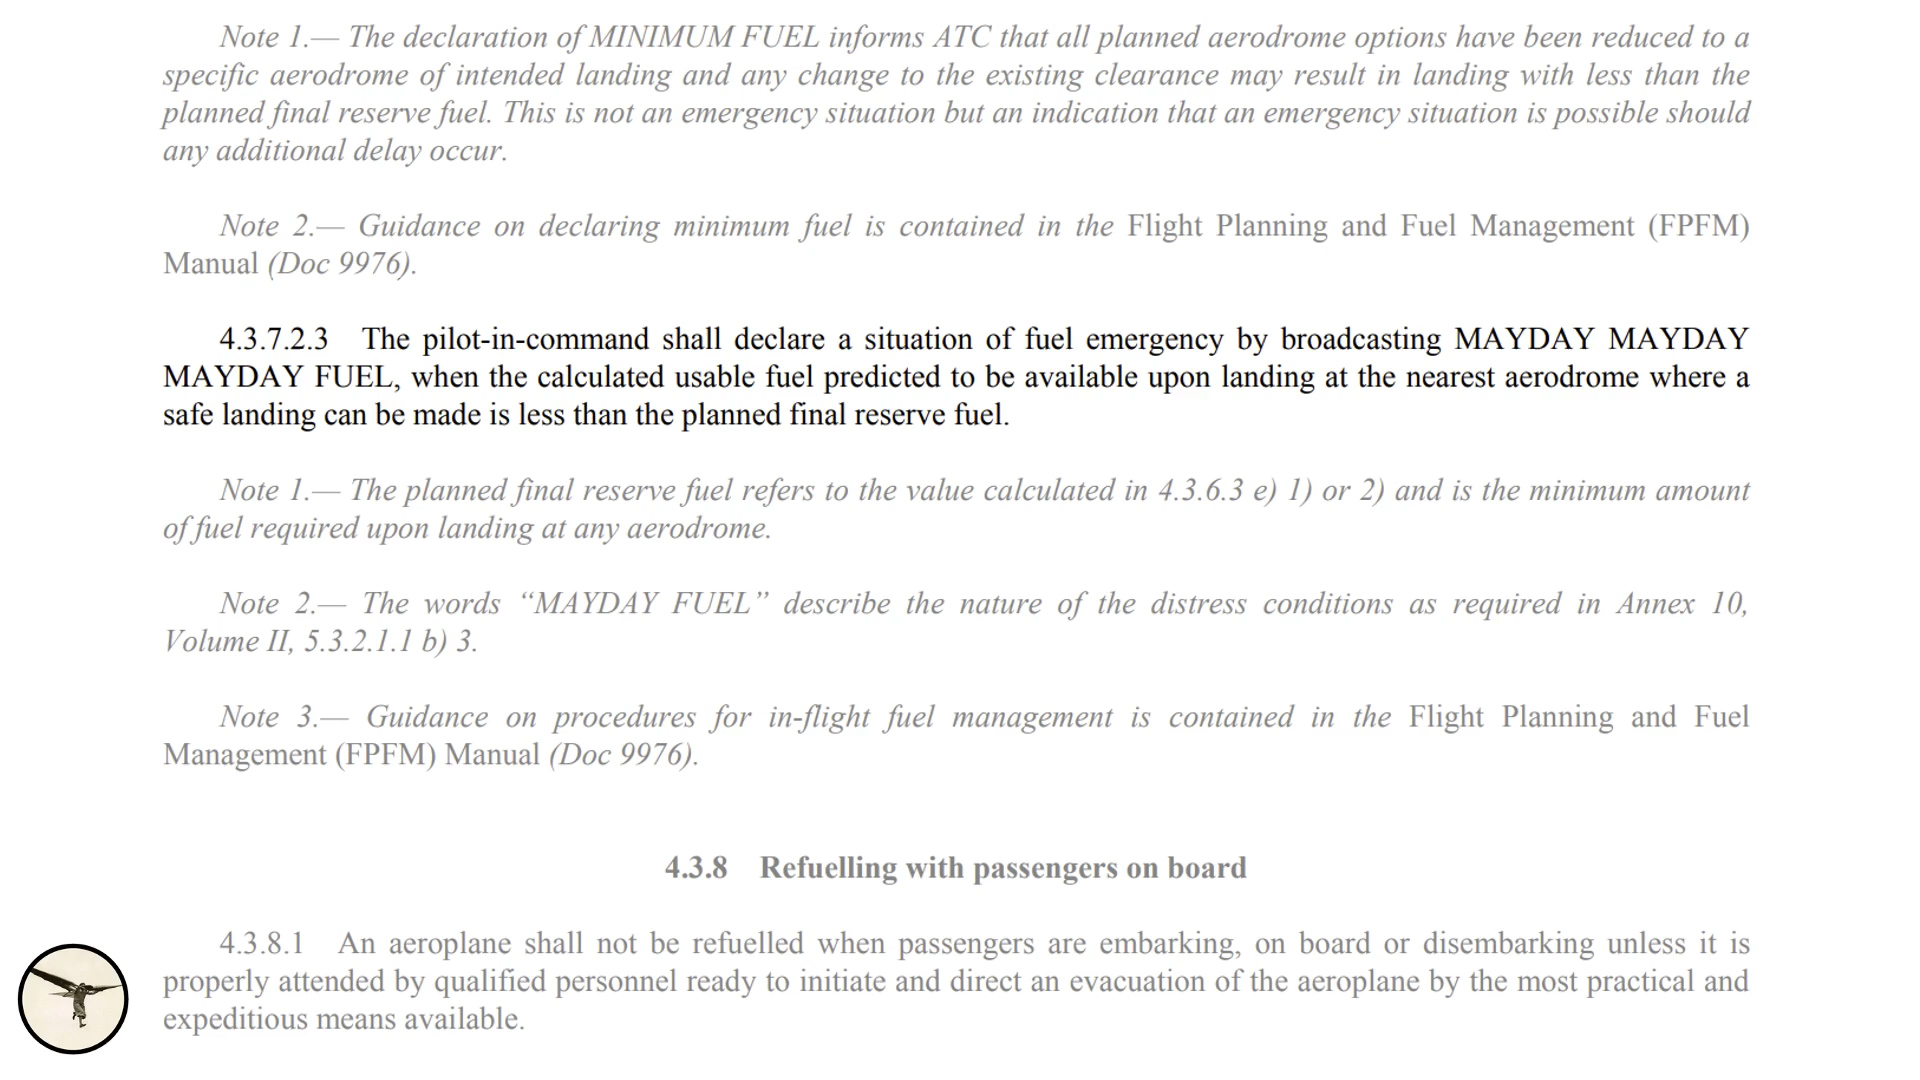 Note 1.— The declaration of MINIMUM FUEL informs ATC that all planned aerodrome options have been reduced to a
specific aerodrome of intended landing and any change to the existing clearance may result in landing with less than the
planned final reserve fuel. This is not an emergency situation but an indication that an emergency situation is possible should
any additional delay occur.
Note 2.— Guidance on declaring minimum fuel is contained in the Flight Planning and Fuel Management (FPFM)
Manual (Doc 9976).
4.3.7.2.3 The pilot-in-command shall declare a situation of fuel emergency by broadcasting MAYDAY MAYDAY
MAYDAY FUEL, when the calculated usable fuel predicted to be available upon landing at the nearest aerodrome where a
safe landing can be made is less than the planned final reserve fuel.
Note 1.— The planned final reserve fuel refers to the value calculated in 4.3.6.3 e) 1) or 2) and is the minimum amount
of fuel required upon landing at any aerodrome.
Note 2.— The words “MAYDAY FUEL” describe the nature of the distress conditions as required in Annex 10,
Volume II, 5.3.2.1.1 b) 3.
Note 3.— Guidance on procedures for in-flight fuel management is contained in the Flight Planning and Fuel
Management (FPFM) Manual (Doc 9976).
4.3.8 Refuelling with passengers on board
4.3.8.1 An aeroplane shall not be refuelled when passengers are embarking, on board or disembarking unless it is
properly attended by qualified personnel ready to initiate and direct an evacuation of the aeroplane by the most practical and
expeditious means available.